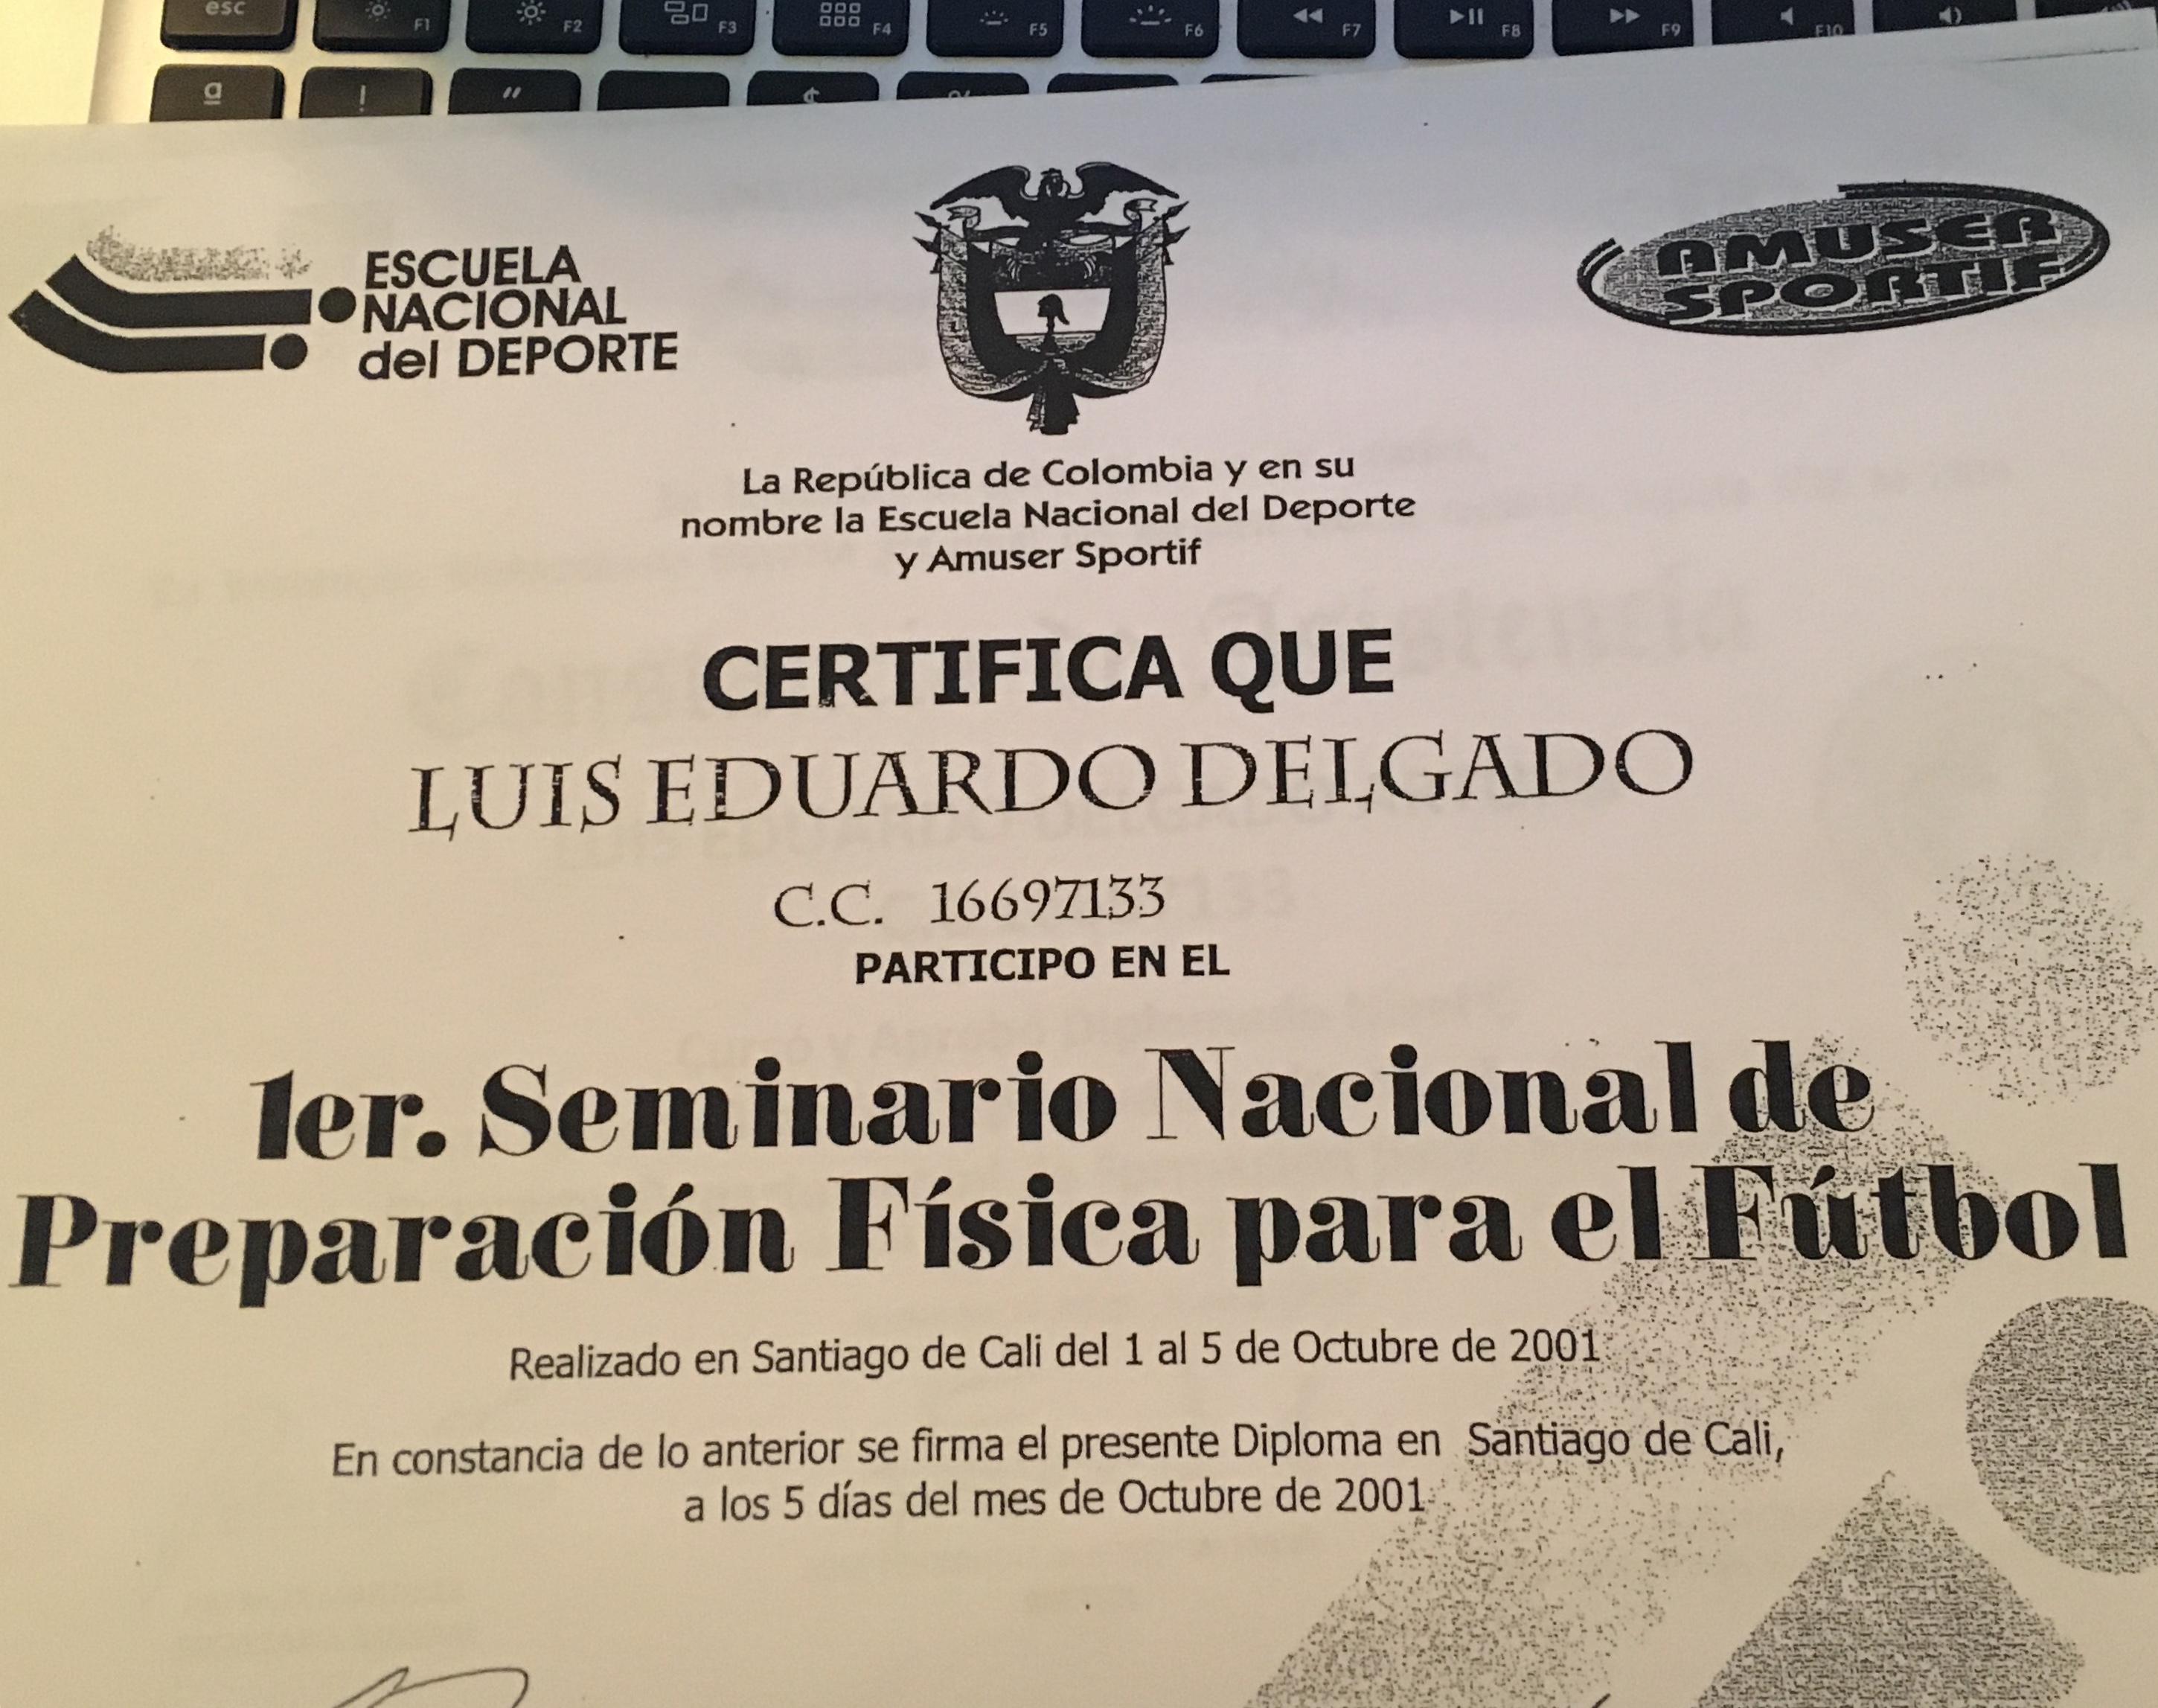 esc
F1
F2
F3
F4
F5
F6
F7
F8
F9
F10
ª
!
"
ESCUELA
NACIONAL
del DEPORTE
AMUSER
SPORTIF
La República de Colombia y en su
nombre la Escuela Nacional del Deporte
y Amuser Sportif
CERTIFICA QUE
LUIS EDUARDO DELGADO
C.C. 16697133
PARTICIPO EN EL
1er. Seminario Nacional de
Preparación Física para el Fútbol
Realizado en Santiago de Cali del 1 al 5 de Octubre de 2001
En constancia de lo anterior se firma el presente Diploma en Santiago de Cali,
a los 5 días del mes de Octubre de 2001